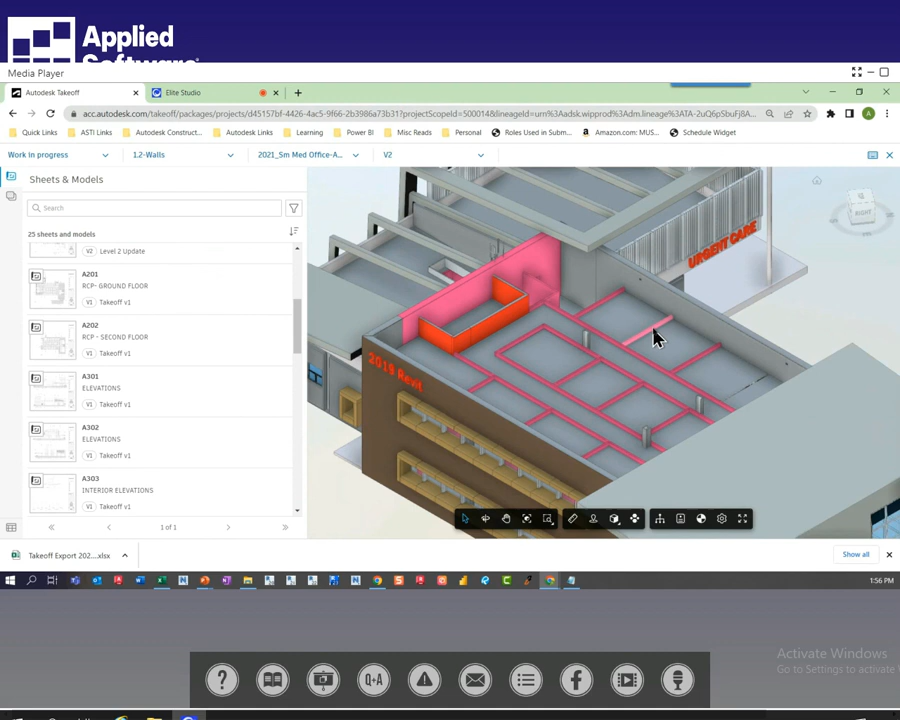 Applied
Software
Media Player
Autodesk Takeoff
Elite Studio
acc.autodesk.com/takeoff/packages/projects/d45157bf-4426-4ac5-9f66-2b3986a73b31?projectScopeId=500014&lineageId=urn%3Aadsk.wipprod%3Adm.lineage%3ATA-2uQ6pSbuFj8A...
Quick Links
ASTI Links
Autodesk Construct...
Autodesk Links
Learning
Power BI
Misc Reads
Personal
Roles Used in Subm...
Amazon.com: MUS...
Schedule Widget
Work in progress
1.2-Walls
2021_Sm Med Office-A...
V2
Sheets & Models
Search
25 sheets and models
V2 Level 2 Update
A201
RCP- GROUND FLOOR
V1 Takeoff v1
A202
RCP - SECOND FLOOR
V1 Takeoff v1
A301
ELEVATIONS
V1 Takeoff v1
A302
ELEVATIONS
V1 Takeoff v1
A303
INTERIOR ELEVATIONS
V1 Takeoff v1
1 of 1
URGENT CARE
2019 Revit
RIGHT
Takeoff Export 202....xlsx
Show all
1:56 PM
Activate Windows
Go to Settings to activate
Q+A